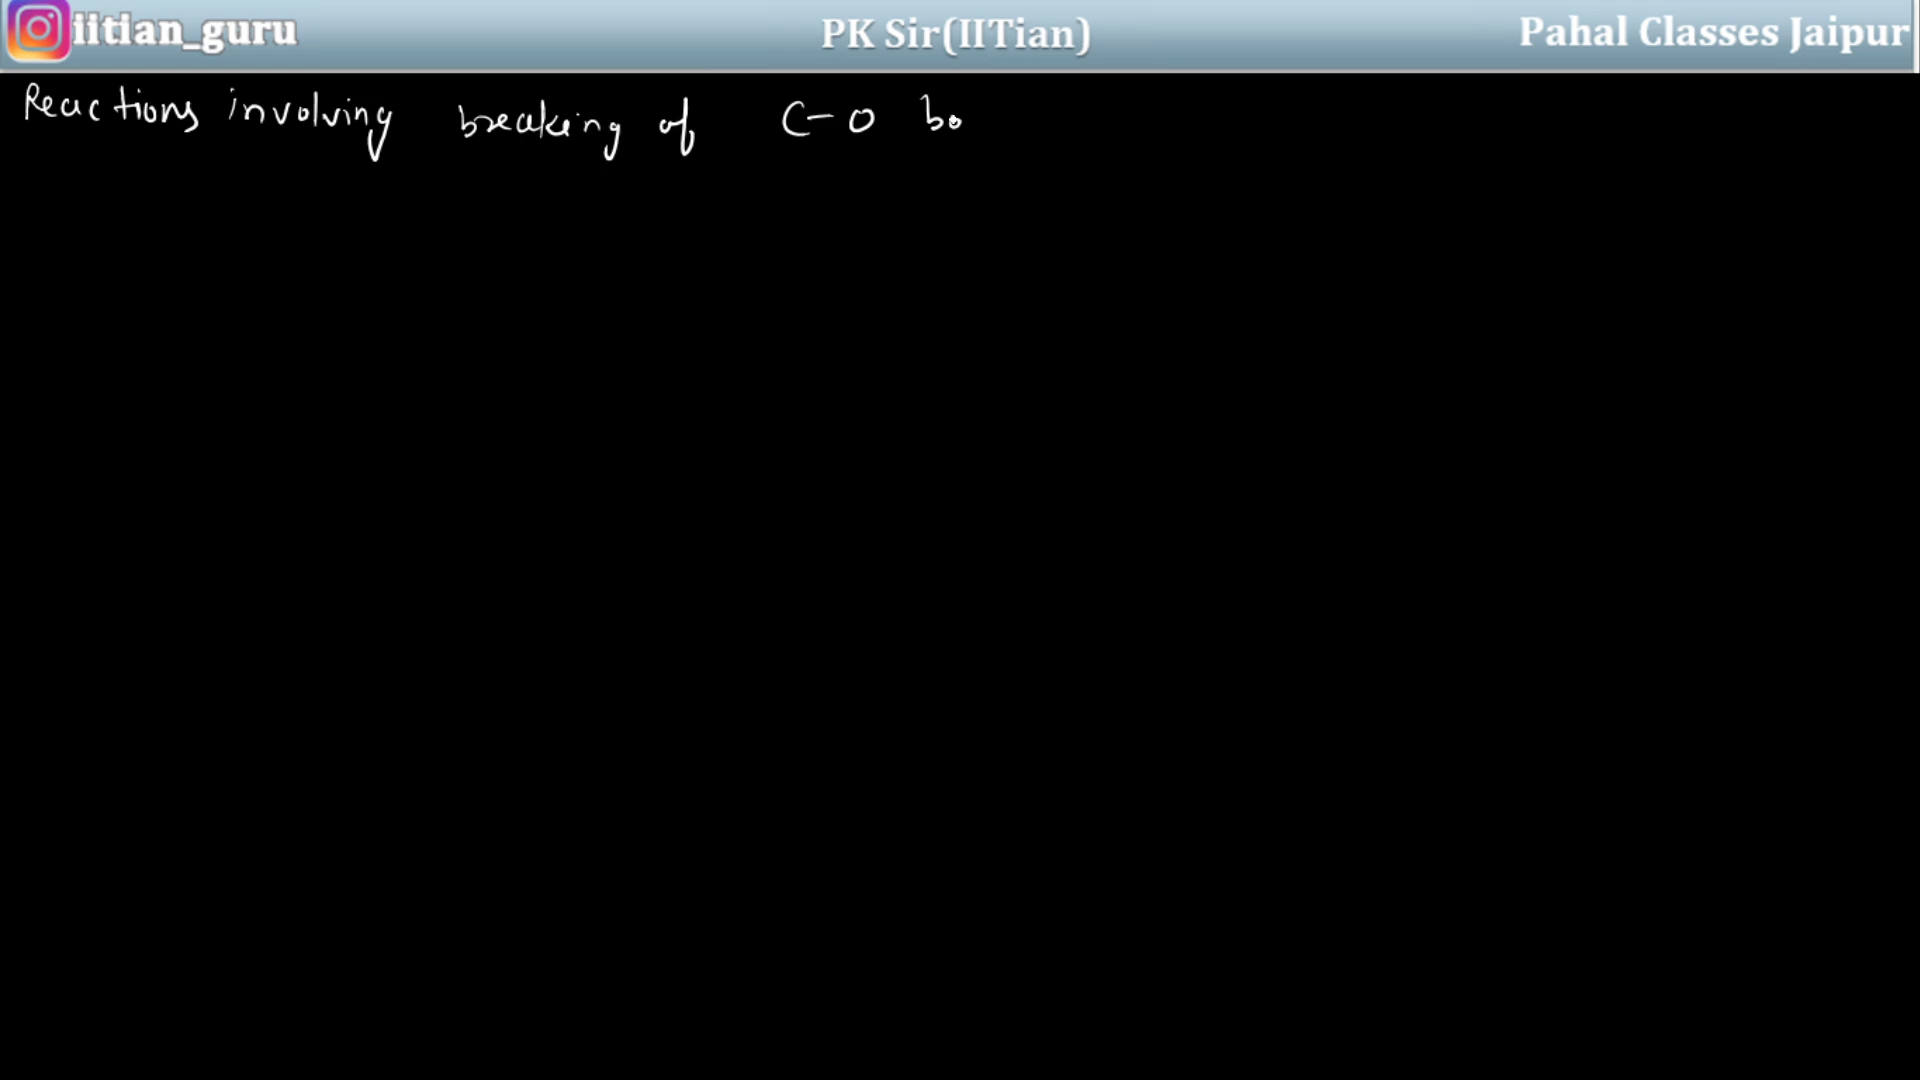 iitian_guru PK Sir(IITian) Pahal Classes Jaipur
Reactions involving breaking of C-O bo